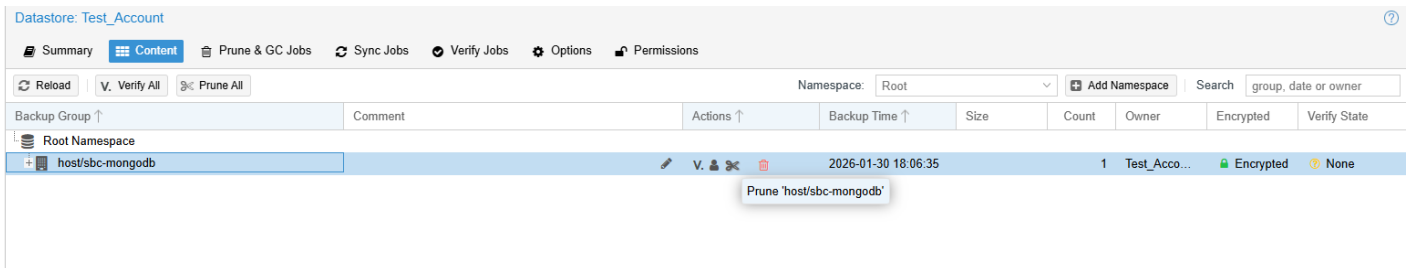 Datastore: Test_Account
Summary Content Prune & GC Jobs Sync Jobs Verify Jobs Options Permissions
Reload V. Verify All Prune All Namespace: Root Add Namespace Search group, date or owner
Backup Group Comment Actions Backup Time Size Count Owner Encrypted Verify State
Root Namespace
host/sbc-mongodb V. 2026-01-30 18:06:35 1 Test_Acco... Encrypted None
Prune 'host/sbc-mongodb'